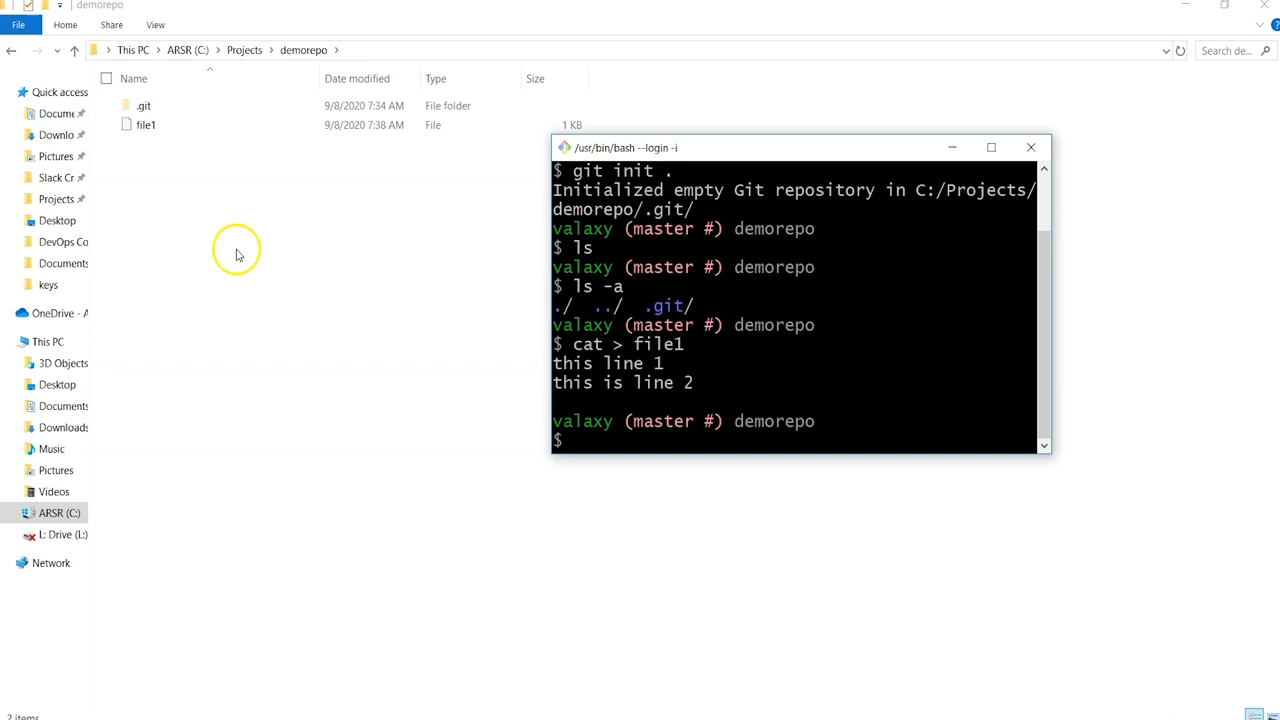 demorepo
File Home Share View
This PC > ARSR (C:) > Projects > demorepo >
Search de...
Name Date modified Type Size
.git 9/8/2020 7:34 AM File folder
file1 9/8/2020 7:38 AM File 1 KB
Quick access
Docume
Downlo
Pictures
Slack Cr
Projects
Desktop
DevOps Co
Documents
keys
OneDrive - A
This PC
3D Objects
Desktop
Documents
Downloads
Music
Pictures
Videos
ARSR (C:)
L: Drive (L:)
Network
2 items
/usr/bin/bash --login -i
$ git init .
Initialized empty Git repository in C:/Projects/
demorepo/.git/
valaxy (master #) demorepo
$ ls
valaxy (master #) demorepo
$ ls -a
./ ../ .git/
valaxy (master #) demorepo
$ cat > file1
this line 1
this is line 2
valaxy (master #) demorepo
$